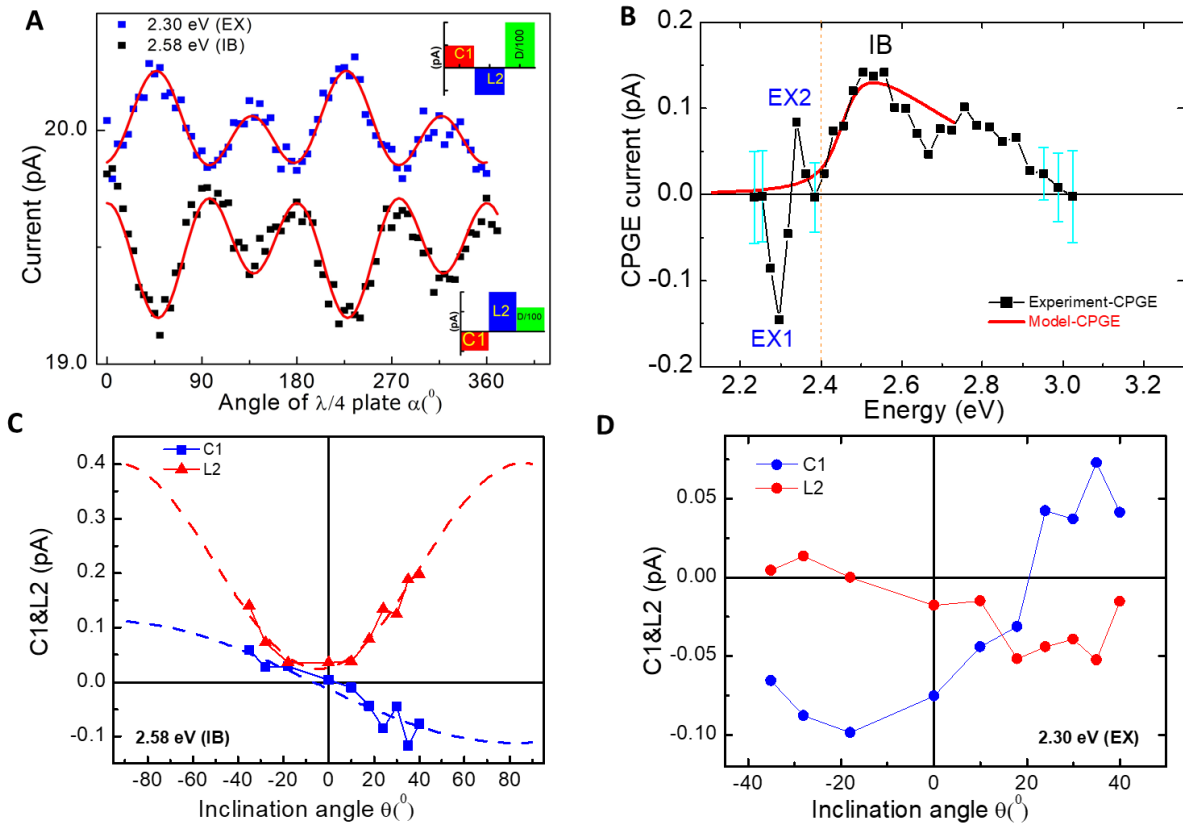 A
2.30 eV (EX)
2.58 eV (IB)
Current (pA)
20.0
19.0
0 90 180 270 360
Angle of λ/4 plate α(⁰)
(pA)
C1
L2
D/100
(pA)
C1
L2
D/100
B
CPGE current (pA)
0.2
0.1
0.0
-0.1
-0.2
EX1
EX2
IB
Experiment-CPGE
Model-CPGE
2.2 2.4 2.6 2.8 3.0 3.2
Energy (eV)
C
C1
L2
C1&L2 (pA)
0.4
0.3
0.2
0.1
0.0
-0.1
2.58 eV (IB)
-80 -60 -40 -20 0 20 40 60 80
Inclination angle θ(⁰)
D
C1
L2
C1&L2 (pA)
0.05
0.00
-0.05
-0.10
2.30 eV (EX)
-40 -20 0 20 40
Inclination angle θ(⁰)